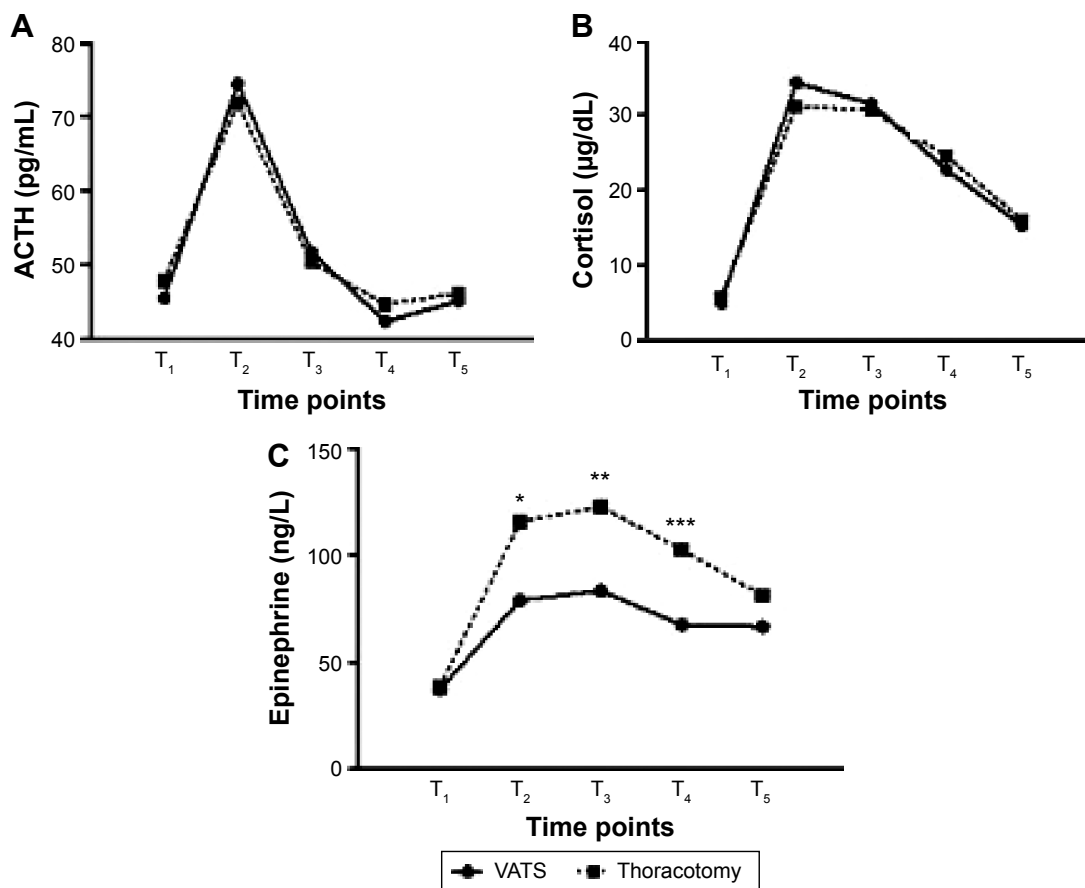 A
80
70
60
50
40
ACTH (pg/mL)
T₁ T₂ T₃ T₄ T₅
Time points
B
40
30
20
10
0
Cortisol (µg/dL)
T₁ T₂ T₃ T₄ T₅
Time points
C
150
100
50
0
Epinephrine (ng/L)
*
**
***
T₁ T₂ T₃ T₄ T₅
Time points
VATS Thoracotomy